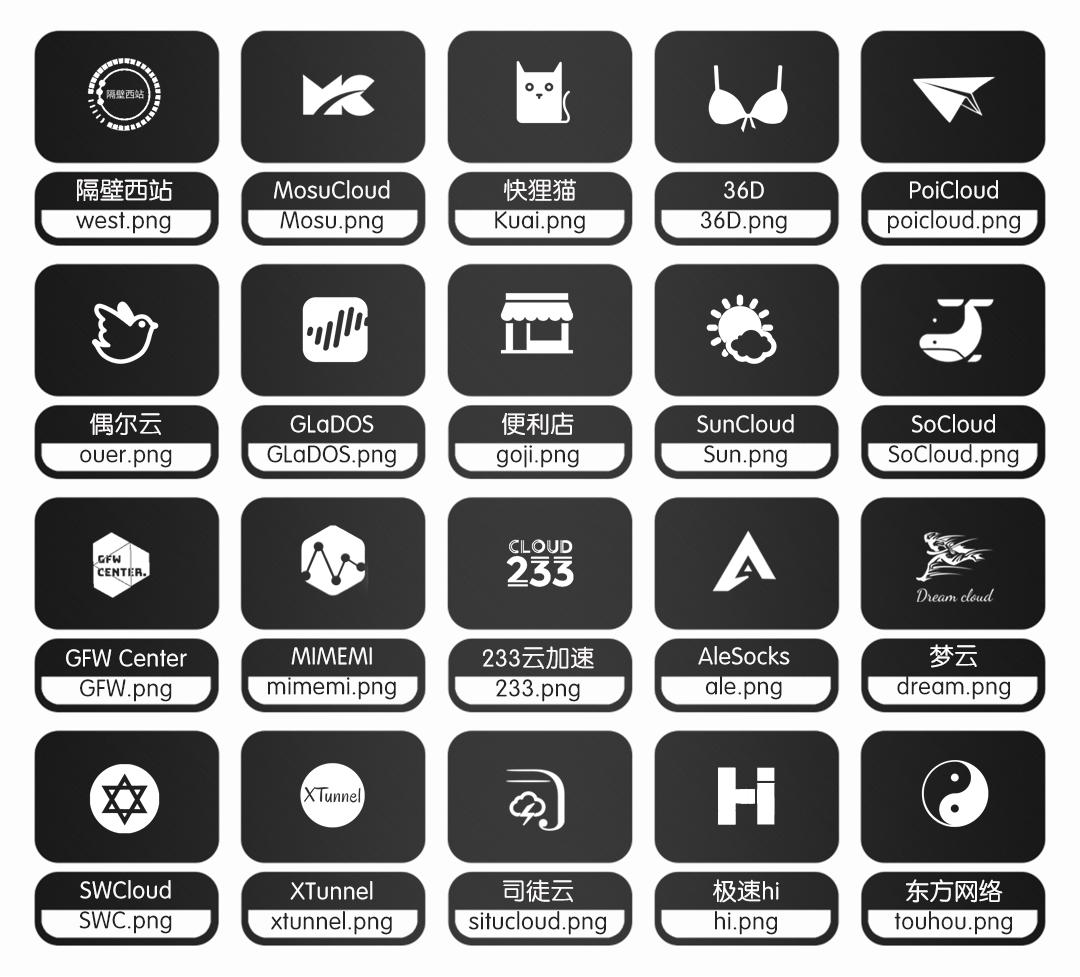 隔壁西站
隔壁西站 MosuCloud 快狸猫 36D PoiCloud
west.png Mosu.png Kuai.png 36D.png poicloud.png
偶尔云 GLaDOS 便利店 SunCloud SoCloud
ouer.png GLaDOS.png goji.png Sun.png SoCloud.png
GFW
CENTER.
CLOUD
233
Dream cloud
GFW Center MIMEMI 233云加速 AleSocks 梦云
GFW.png mimemi.png 233.png ale.png dream.png
XTunnel
Hi
SWCloud XTunnel 司徒云 极速hi 东方网络
SWC.png xtunnel.png situcloud.png hi.png touhou.png